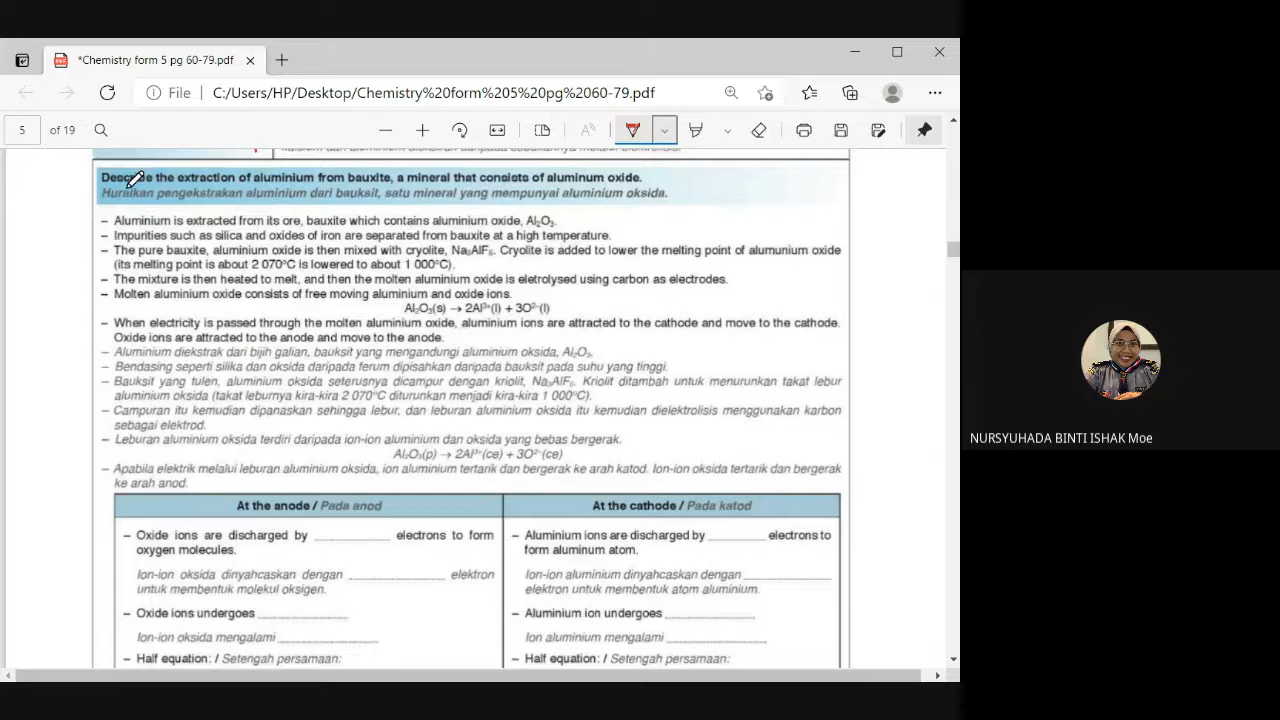 *Chemistry form 5 pg 60-79.pdf
File
C:/Users/HP/Desktop/Chemistry%20form%205%20pg%2060-79.pdf
5 of 19
Describe the extraction of aluminium from bauxite, a mineral that consists of aluminum oxide.
Huraikan pengekstrakan aluminium dari bauksit, satu mineral yang mempunyai aluminium oksida.
– Aluminium is extracted from its ore, bauxite which contains aluminium oxide, Al₂O₃.
– Impurities such as silica and oxides of iron are separated from bauxite at a high temperature.
– The pure bauxite, aluminium oxide is then mixed with cryolite, Na₃AlF₆. Cryolite is added to lower the melting point of alumunium oxide
(its melting point is about 2 070°C is lowered to about 1 000°C).
– The mixture is then heated to melt, and then the molten aluminium oxide is eletrolysed using carbon as electrodes.
– Molten aluminium oxide consists of free moving aluminium and oxide ions.
Al₂O₃(s) → 2Al³⁺(l) + 3O²⁻(l)
– When electricity is passed through the molten aluminium oxide, aluminium ions are attracted to the cathode and move to the cathode.
Oxide ions are attracted to the anode and move to the anode.
– Aluminium diekstrak dari bijih galian, bauksit yang mengandungi aluminium oksida, Al₂O₃.
– Bendasing seperti silika dan oksida daripada ferum dipisahkan daripada bauksit pada suhu yang tinggi.
– Bauksit yang tulen, aluminium oksida seterusnya dicampur dengan kriolit, Na₃AlF₆. Kriolit ditambah untuk menurunkan takat lebur
aluminium oksida (takat leburnya kira-kira 2 070°C diturunkan menjadi kira-kira 1 000°C).
– Campuran itu kemudian dipanaskan sehingga lebur, dan leburan aluminium oksida itu kemudian dielektrolisis menggunakan karbon
sebagai elektrod.
– Leburan aluminium oksida terdiri daripada ion-ion aluminium dan oksida yang bebas bergerak.
Al₂O₃(p) → 2Al³⁺(ce) + 3O²⁻(ce)
– Apabila elektrik melalui leburan aluminium oksida, ion aluminium tertarik dan bergerak ke arah katod. Ion-ion oksida tertarik dan bergerak
ke arah anod.
At the anode / Pada anod
– Oxide ions are discharged by ____________ electrons to form
oxygen molecules.
Ion-ion oksida dinyahcaskan dengan ____________ elektron
untuk membentuk molekul oksigen.
– Oxide ions undergoes ____________
Ion-ion oksida mengalami ____________
– Half equation: / Setengah persamaan:
At the cathode / Pada katod
– Aluminium ions are discharged by ____________ electrons to
form aluminum atom.
Ion-ion aluminium dinyahcaskan dengan ____________
elektron untuk membentuk atom aluminium.
– Aluminium ion undergoes ____________
Ion aluminium mengalami ____________
– Half equation: / Setengah persamaan:
NURSYUHADA BINTI ISHAK Moe